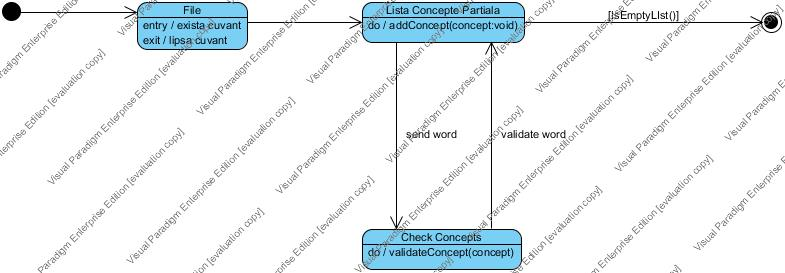 File
entry / exista cuvant
exit / lipsa cuvant
Lista Concepte Partiala
do / addConcept(concept:void)
[isEmptyLIst()]
send word
validate word
Check Concepts
do / validateConcept(concept)
Visual Paradigm Enterprise Edition [evaluation copy]